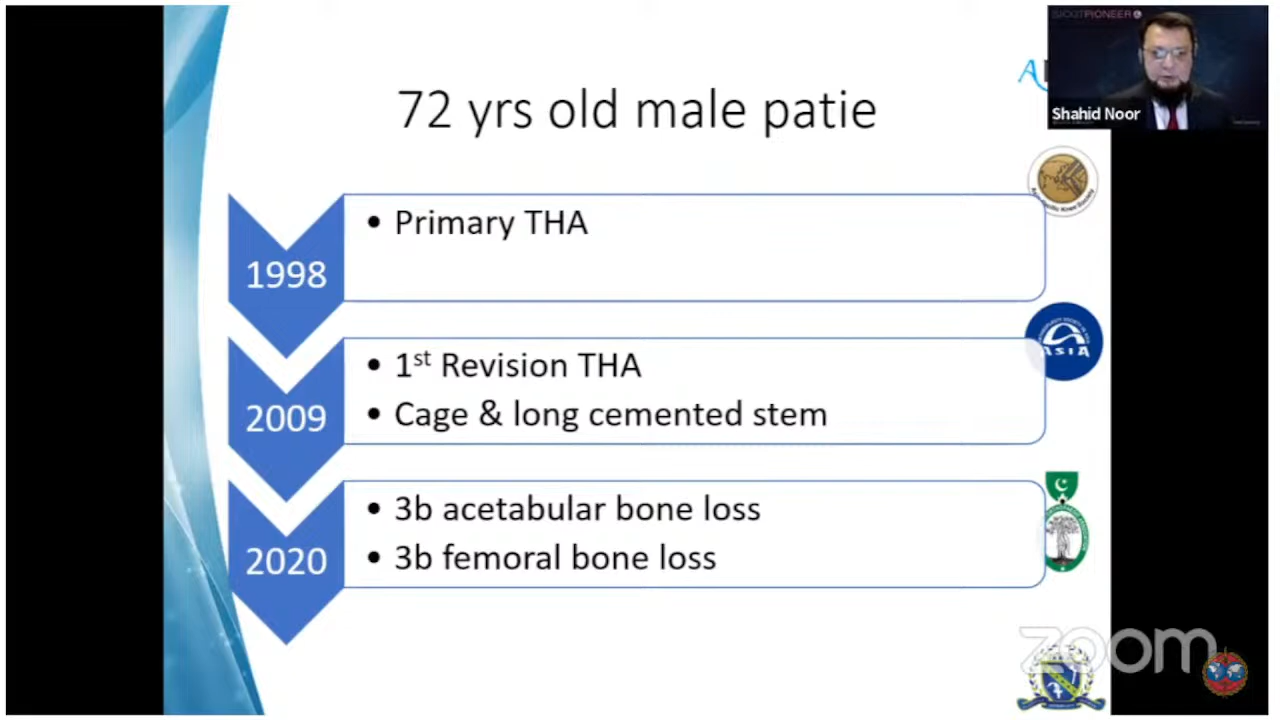 72 yrs old male patie
1998
• Primary THA
2009
• 1st Revision THA
• Cage & long cemented stem
2020
• 3b acetabular bone loss
• 3b femoral bone loss
Shahid Noor
ASIA
zoom